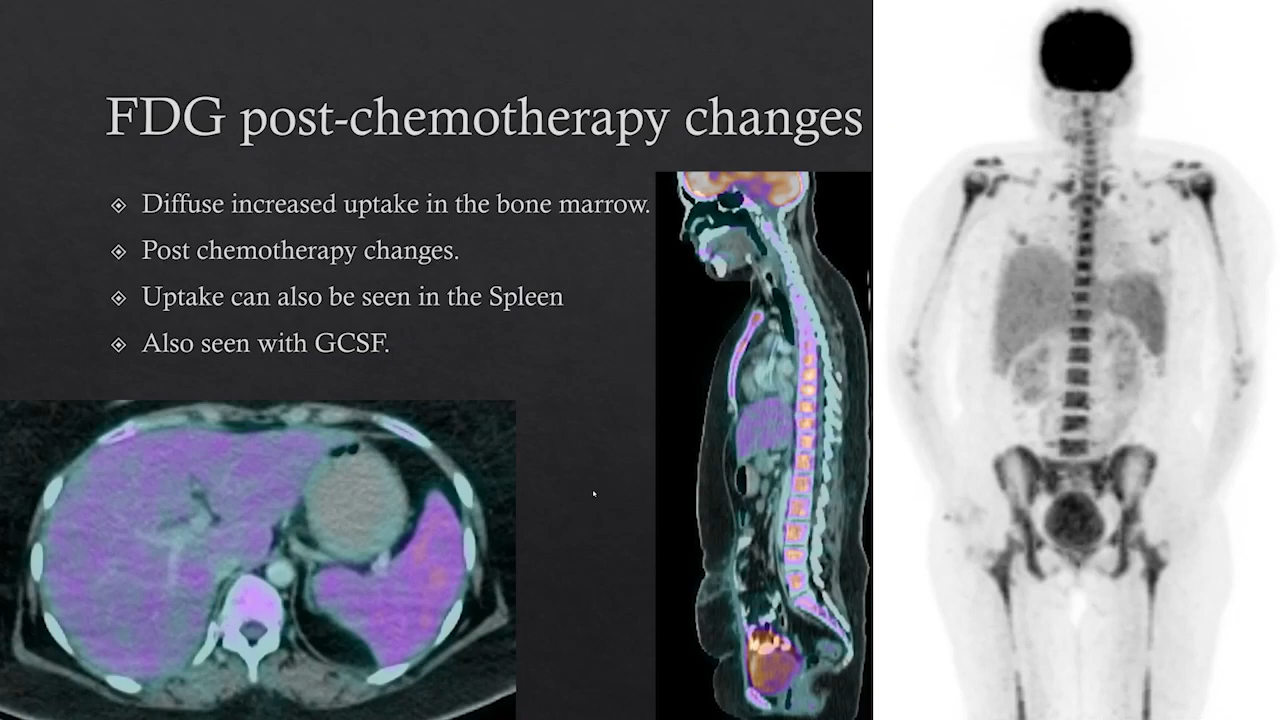 FDG post-chemotherapy changes
Diffuse increased uptake in the bone marrow.
Post chemotherapy changes.
Uptake can also be seen in the Spleen
Also seen with GCSF.